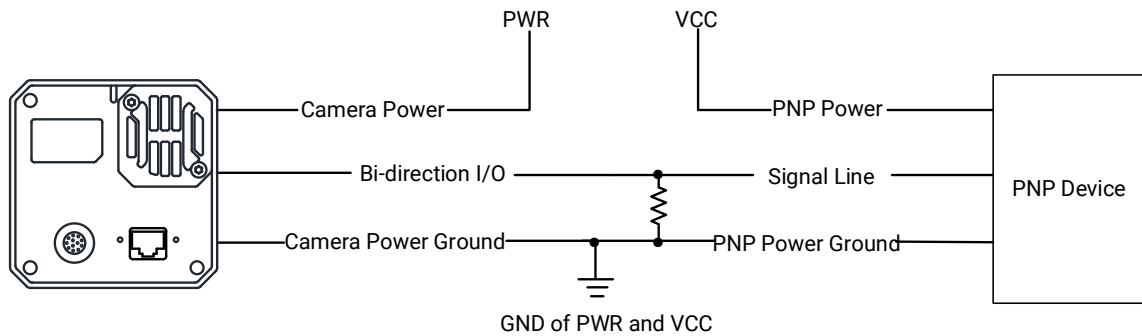 PWR
VCC
Camera Power
PNP Power
Bi-direction I/O
Signal Line
PNP Device
Camera Power Ground
PNP Power Ground
GND of PWR and VCC